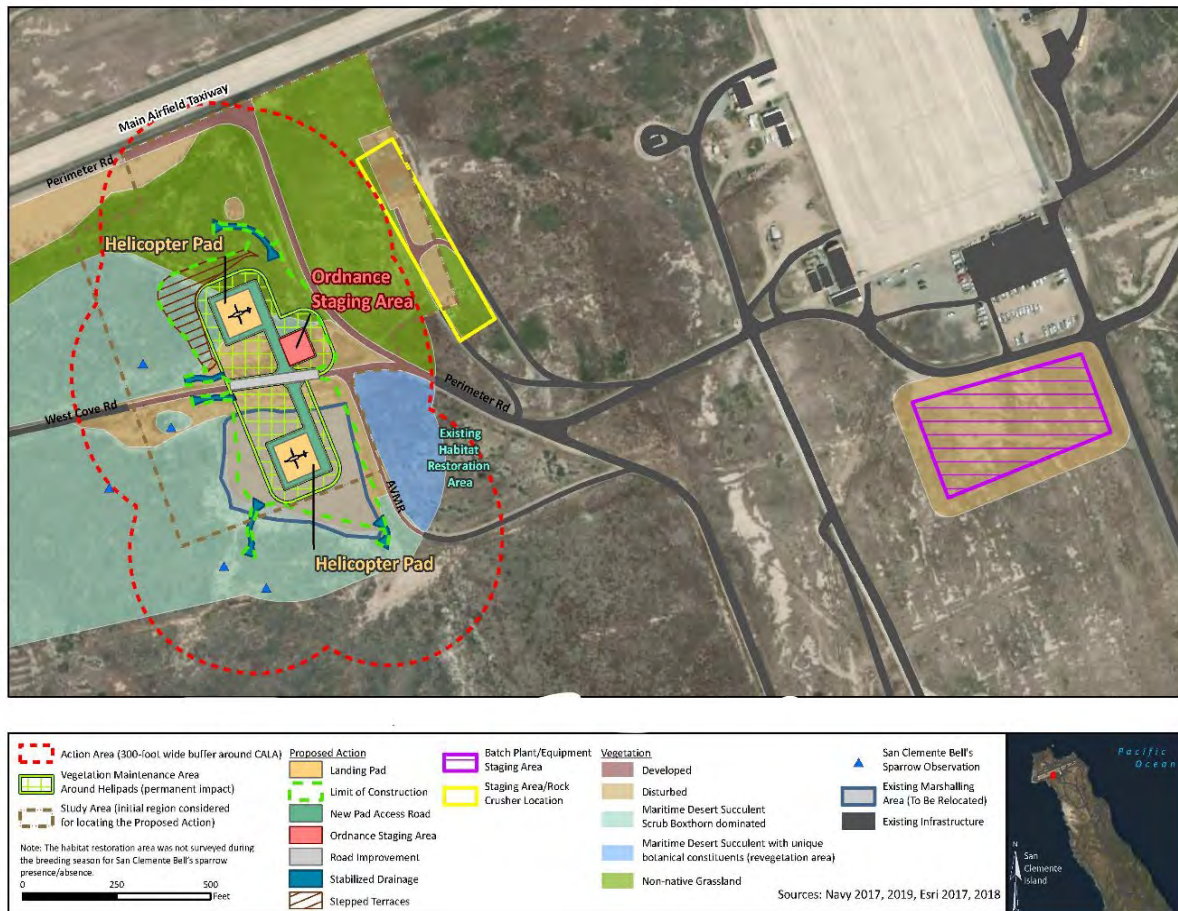 Main Airfield Taxiway
Perimeter Rd
Helicopter Pad
Ordnance
Staging Area
West Cove Rd
Perimeter Rd
Existing
Habitat
Restoration
Area
AVMR
Helicopter Pad
Action Area (300-foot wide buffer around CALA)
Vegetation Maintenance Area
Around Helipads (permanent impact)
Study Area (initial region considered
for locating the Proposed Action)
Note: The habitat restoration area was not surveyed during
the breeding season for San Clemente Bell's sparrow
presence/absence.
0 250 500
Feet
Proposed Action
Landing Pad
Limit of Construction
New Pad Access Road
Ordnance Staging Area
Road Improvement
Stabilized Drainage
Stepped Terraces
Batch Plant/Equipment
Staging Area
Staging Area/Rock
Crusher Location
Vegetation
Developed
Disturbed
Maritime Desert Succulent
Scrub Boxthorn dominated
Maritime Desert Succulent with unique
botanical constituents (revegetation area)
Non-native Grassland
San Clemente Bell's
Sparrow Observation
Existing Marshalling
Area (To Be Relocated)
Existing Infrastructure
Sources: Navy 2017, 2019, Esri 2017, 2018
Pacific
Ocean
N
San
Clemente
Island